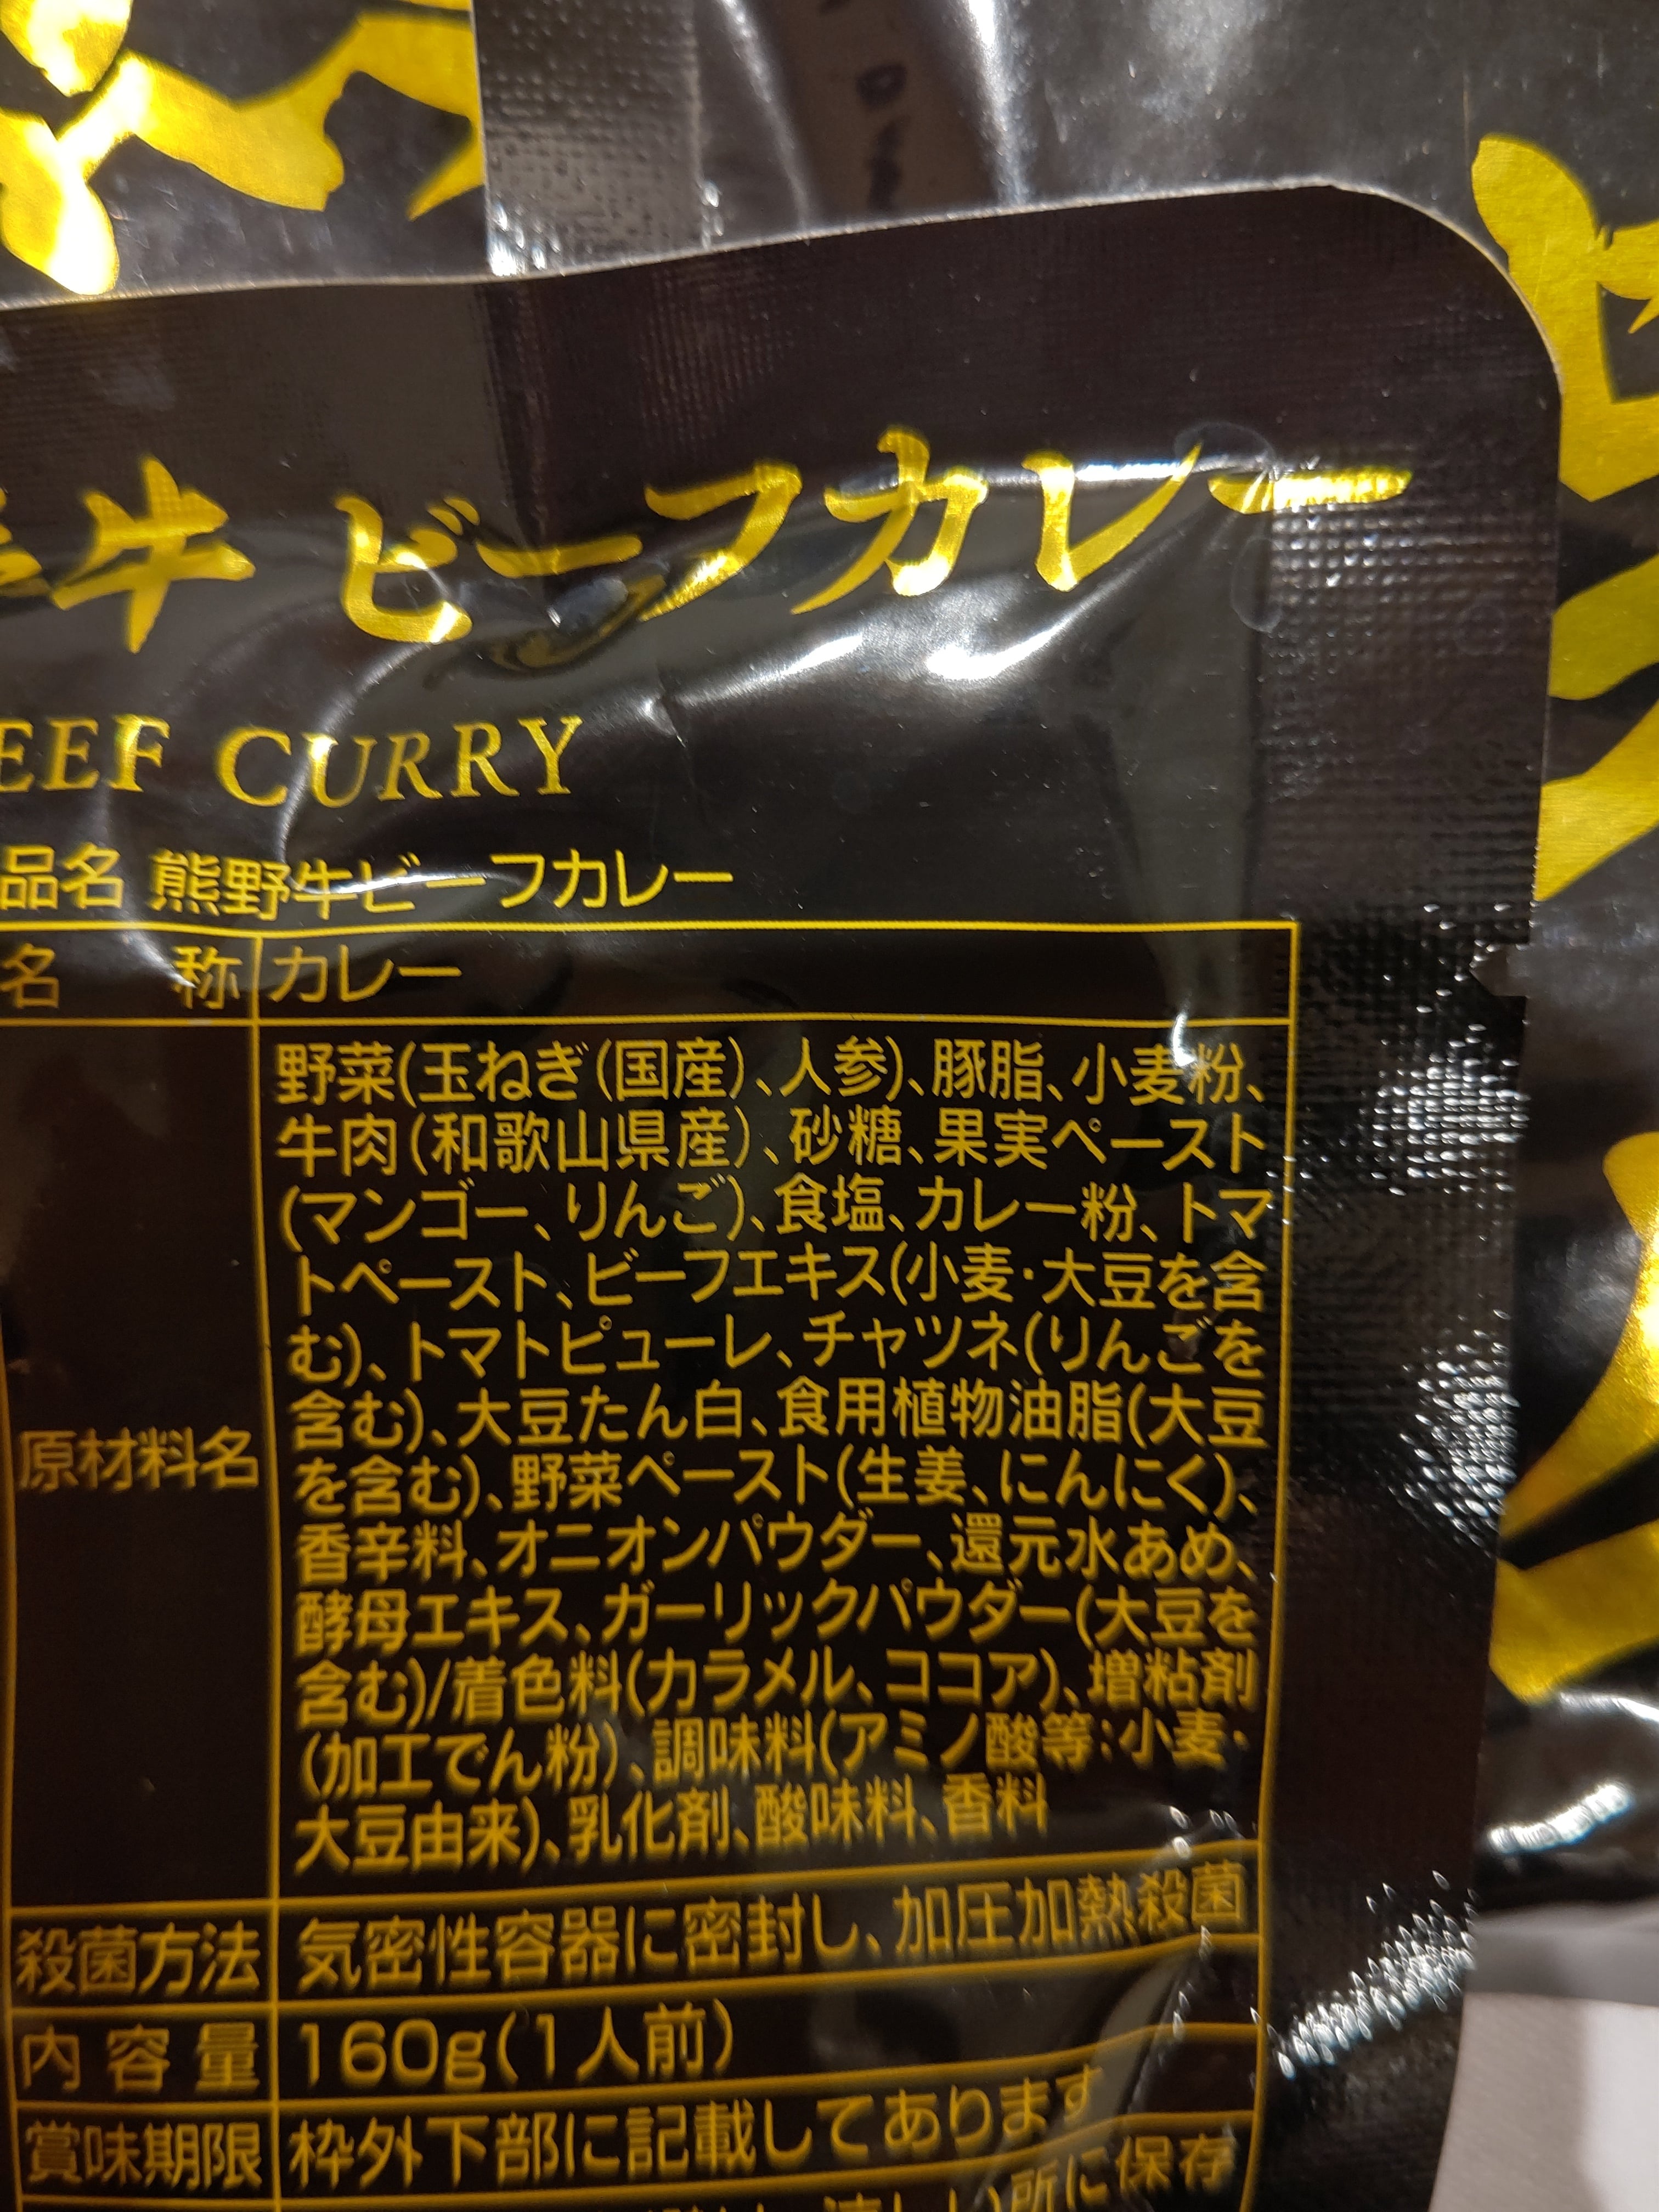 牛 ビーフカレー
EEF CURRY
品名 熊野牛ビーフカレー
名 称 カレー
原材料名
野菜(玉ねぎ(国産)、人参)、豚脂、小麦粉、
牛肉(和歌山県産)、砂糖、果実ペースト
(マンゴー、りんご)、食塩、カレー粉、トマ
トペースト、ビーフエキス(小麦・大豆を含
む)、トマトピューレ、チャツネ(りんごを
含む)、大豆たん白、食用植物油脂(大豆
を含む)、野菜ペースト(生姜、にんにく)、
香辛料、オニオンパウダー、還元水あめ、
酵母エキス、ガーリックパウダー(大豆を
含む)/着色料(カラメル、ココア)、増粘剤
(加工でん粉)、調味料(アミノ酸等:小麦・
大豆由来)、乳化剤、酸味料、香料
殺菌方法 気密性容器に密封し、加圧加熱殺菌
内容量 160g(1人前)
賞味期限 枠外下部に記載してあります
所に保存